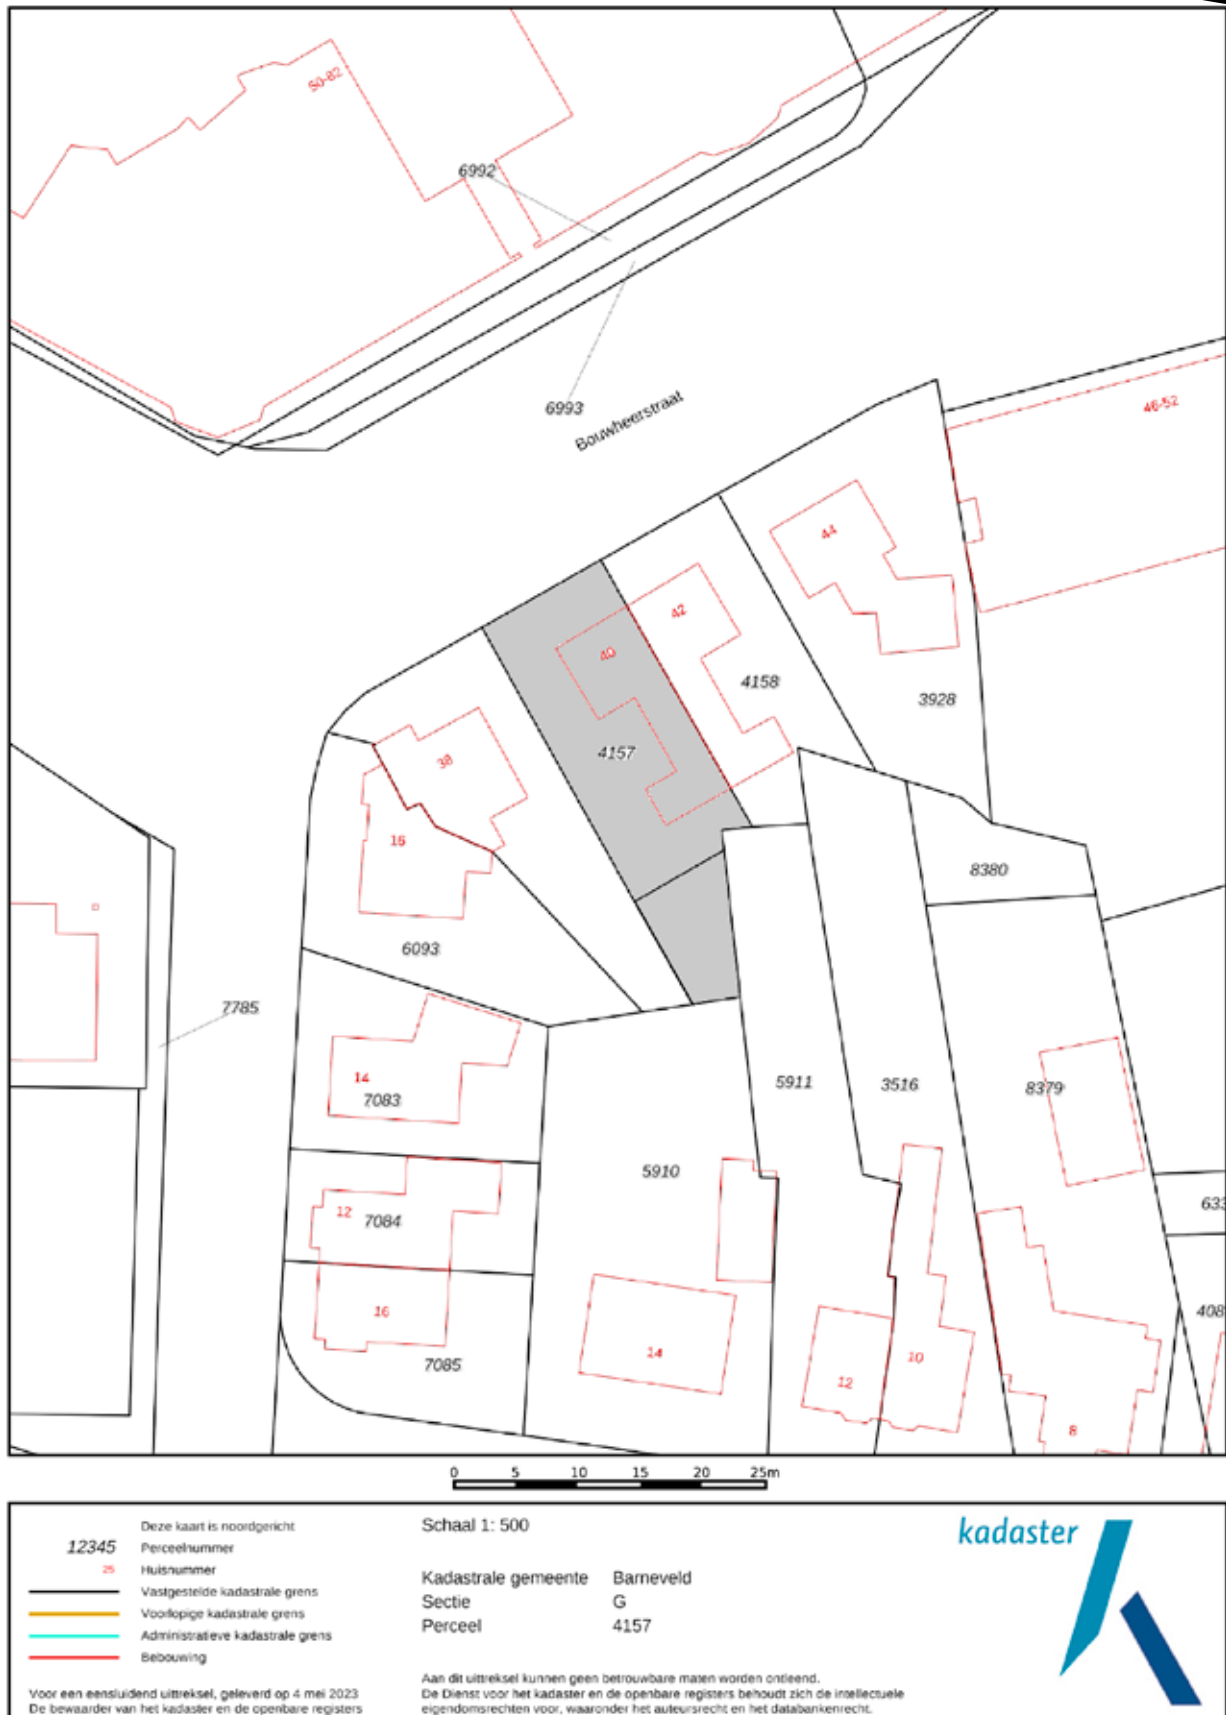 50-82
6992
6993
Bouwheerstraat
46-52
44
42
40
4158
3928
4157
38
16
8380
6093
7785
14
7083
5911
3516
8379
5910
12
7084
633
16
408
7085
14
12
10
8
0 5 10 15 20 25m
Deze kaart is noordgericht
12345 Perceelnummer
25 Huisnummer
Vastgestelde kadastrale grens
Voorlopige kadastrale grens
Administratieve kadastrale grens
Bebouwing
Voor een eensluidend uittreksel, geleverd op 4 mei 2023
De bewaarder van het kadaster en de openbare registers
Schaal 1: 500
Kadastrale gemeente Barneveld
Sectie G
Perceel 4157
Aan dit uittreksel kunnen geen betrouwbare maten worden ontleend.
De Dienst voor het kadaster en de openbare registers behoudt zich de intellectuele
eigendomsrechten voor, waaronder het auteursrecht en het databankenrecht.
kadaster